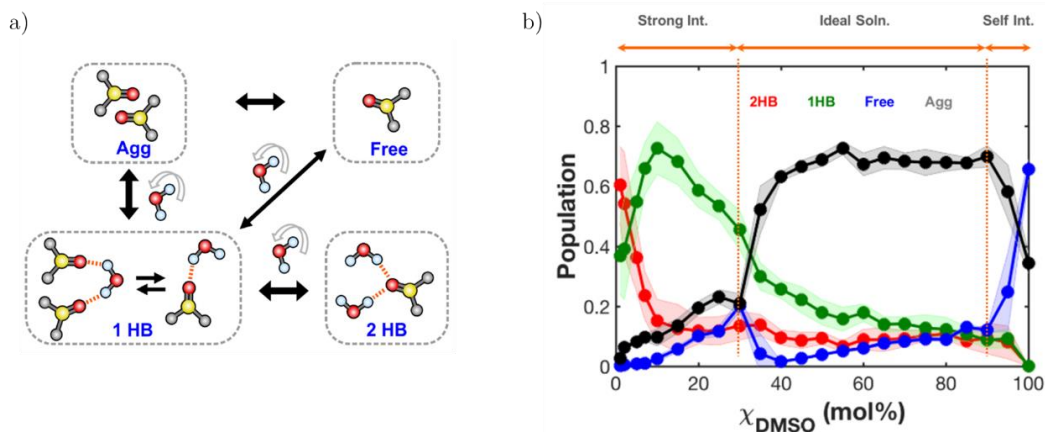 a)
Agg
Free
1 HB
2 HB
b)
Strong Int. Ideal Soln. Self Int.
2HB 1HB Free Agg
1
0.8
0.6
0.4
0.2
0
Population
0 20 40 60 80 100
χDMSO (mol%)